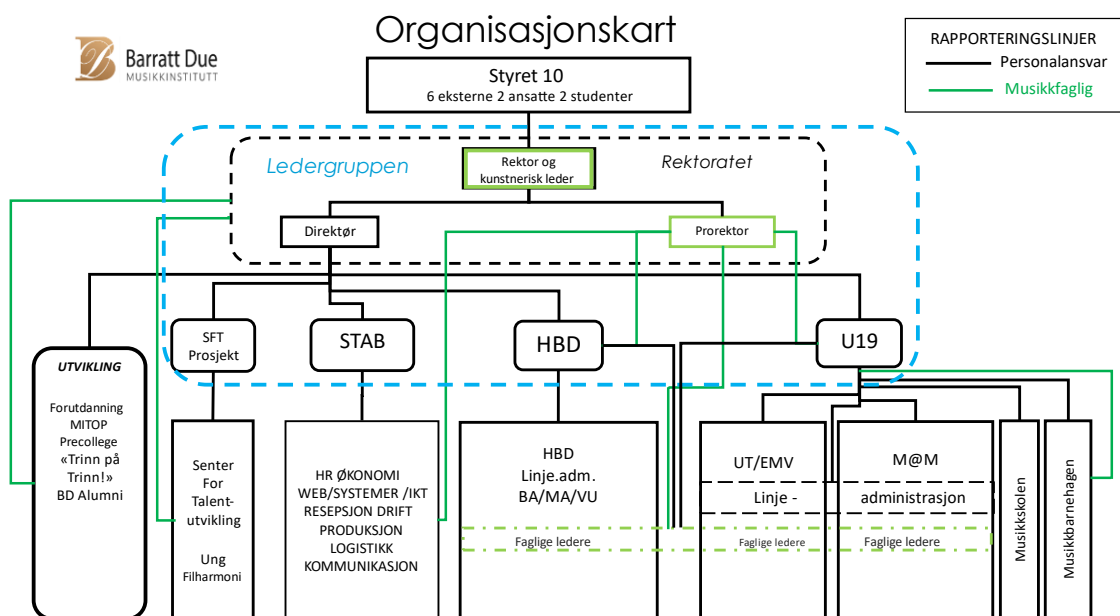 Organisasjonskart
Barratt Due
MUSIKKINSTITUTT
RAPPORTERINGSLINJER
Personalansvar
Musikkfaglig
Styret 10
6 eksterne 2 ansatte 2 studenter
Ledergruppen
Rektor og
kunstnerisk leder
Rektoratet
Direktør
Prorektor
SFT
Prosjekt
STAB
HBD
U19
UTVIKLING
Forutdanning
MITOP
Precollege
«Trinn på
Trinn!»
BD Alumni
Senter
For
Talent-
utvikling
Ung
Filharmoni
HR ØKONOMI
WEB/SYSTEMER /IKT
RESEPSJON DRIFT
PRODUKSJON
LOGISTIKK
KOMMUNIKASJON
HBD
Linje.adm.
BA/MA/VU
Faglige ledere
UT/EMV
Linje -
Faglige ledere
M@M
administrasjon
Faglige ledere
Musikkskolen
Musikkbarnehagen